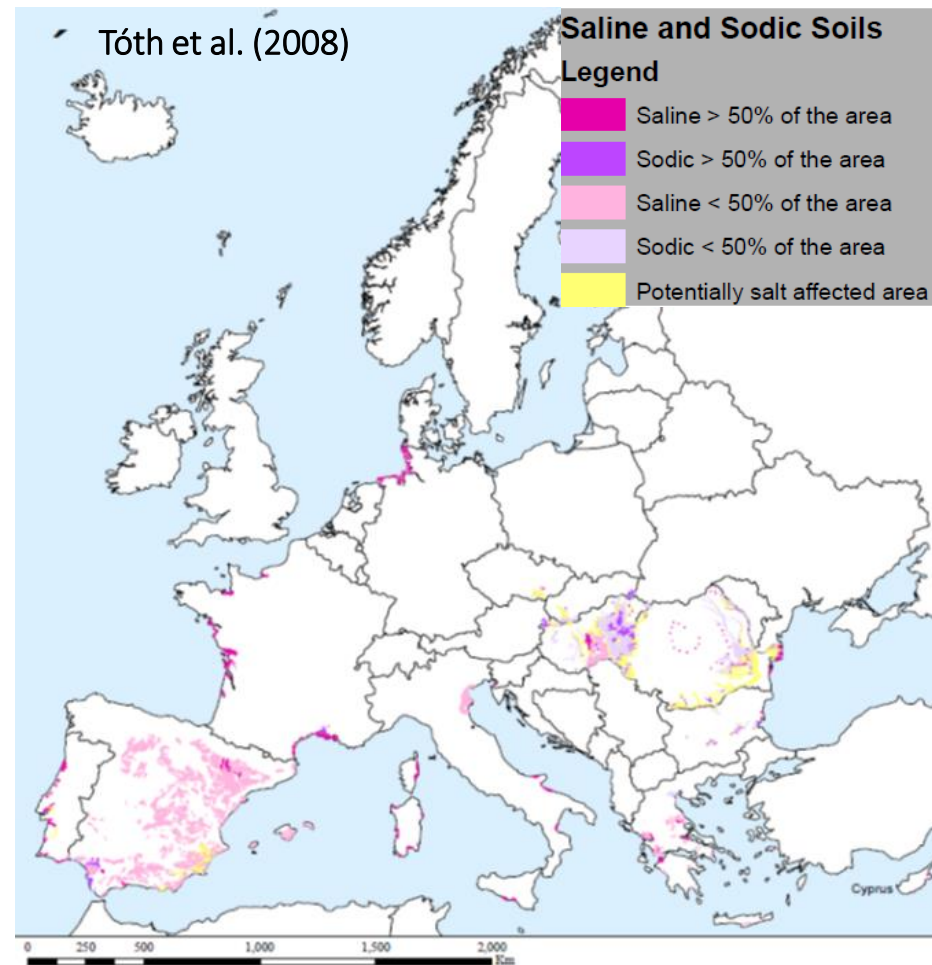 Tóth et al. (2008)
Saline and Sodic Soils
Legend
Saline > 50% of the area
Sodic > 50% of the area
Saline < 50% of the area
Sodic < 50% of the area
Potentially salt affected area
Cyprus
0 250 500 1,000 1,500 2,000
Km